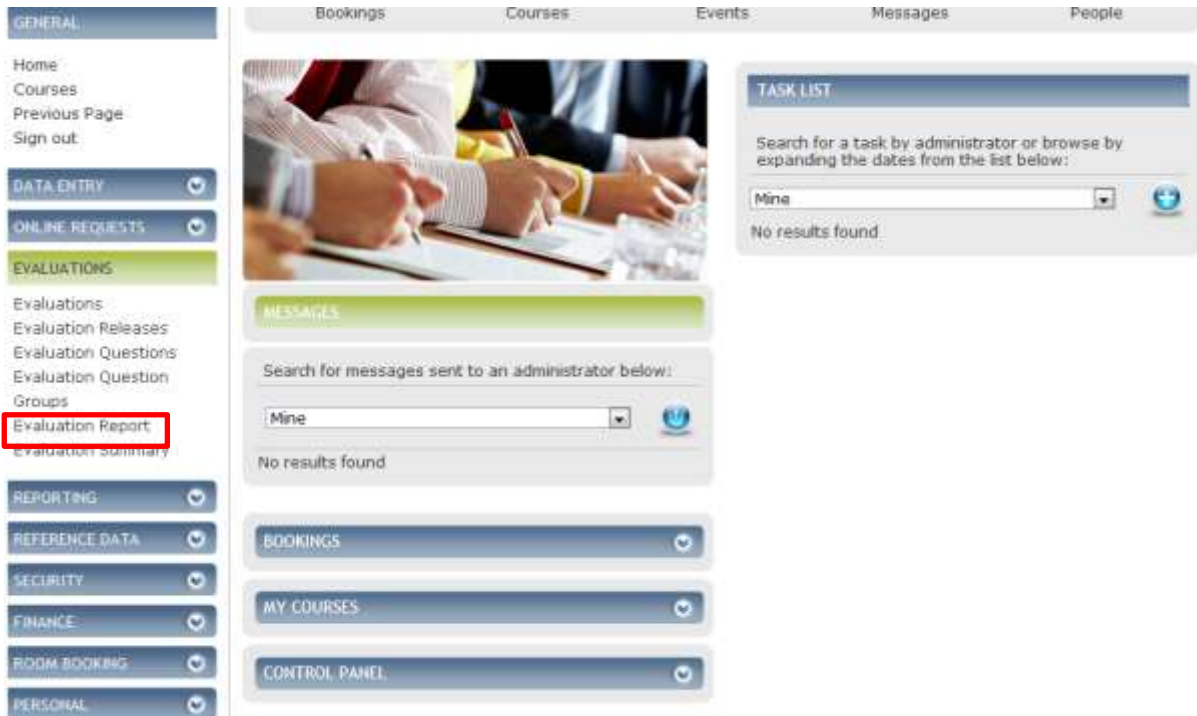 Bookings Courses Events Messages People
GENERAL
Home
Courses
Previous Page
Sign out
DATA ENTRY
ONLINE REQUESTS
EVALUATIONS
Evaluations
Evaluation Releases
Evaluation Questions
Evaluation Question
Groups
Evaluation Report
Evaluation Summary
REPORTING
REFERENCE DATA
SECURITY
FINANCE
ROOM BOOKING
PERSONAL
MESSAGES
Search for messages sent to an administrator below:
Mine
No results found
BOOKINGS
MY COURSES
CONTROL PANEL
TASK LIST
Search for a task by administrator or browse by
expanding the dates from the list below:
Mine
No results found